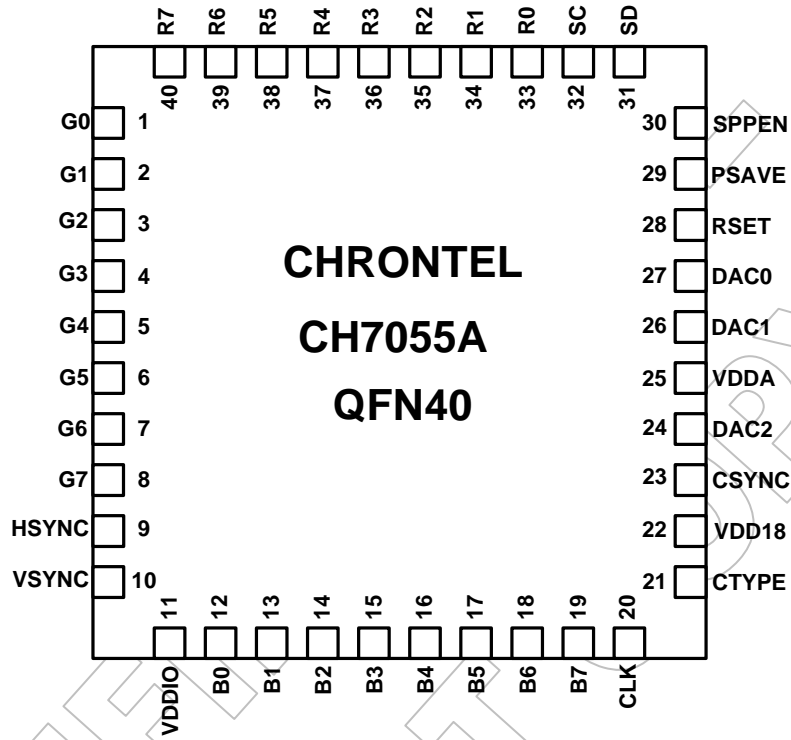 R7 R6 R5 R4 R3 R2 R1 R0 SC SD
40 39 38 37 36 35 34 33 32 31
G0 1 30 SPPEN
G1 2 29 PSAVE
G2 3 28 RSET
CHRONTEL
G3 4 27 DAC0
G4 5 26 DAC1
CH7055A
G5 6 25 VDDA
QFN40
G6 7 24 DAC2
G7 8 23 CSYNC
HSYNC 9 22 VDD18
VSYNC 10 21 CTYPE
11 12 13 14 15 16 17 18 19 20
VDDIO B0 B1 B2 B3 B4 B5 B6 B7 CLK